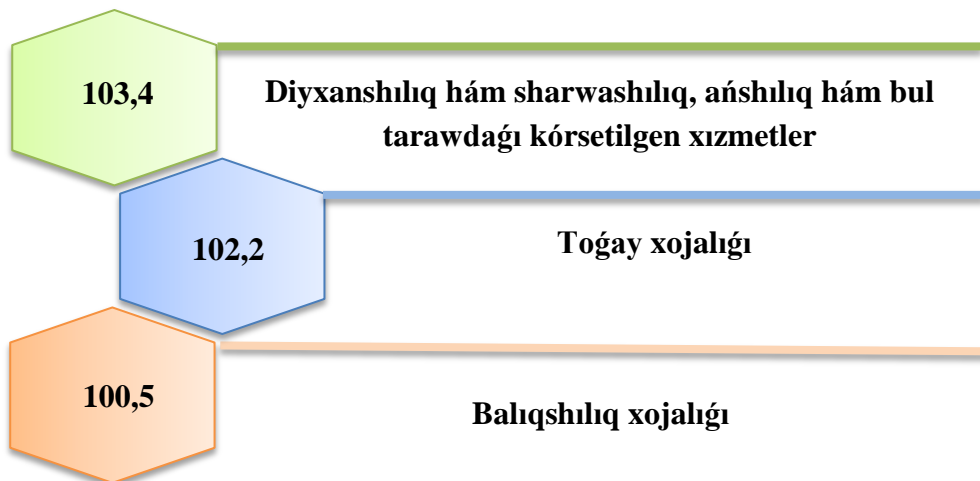 103,4
Diyxanshılıq hám sharwashılıq, ańshılıq hám bul
tarawdaǵı kórsetilgen xızmetler
102,2
Toǵay xojalıǵı
100,5
Balıqshılıq xojalıǵı